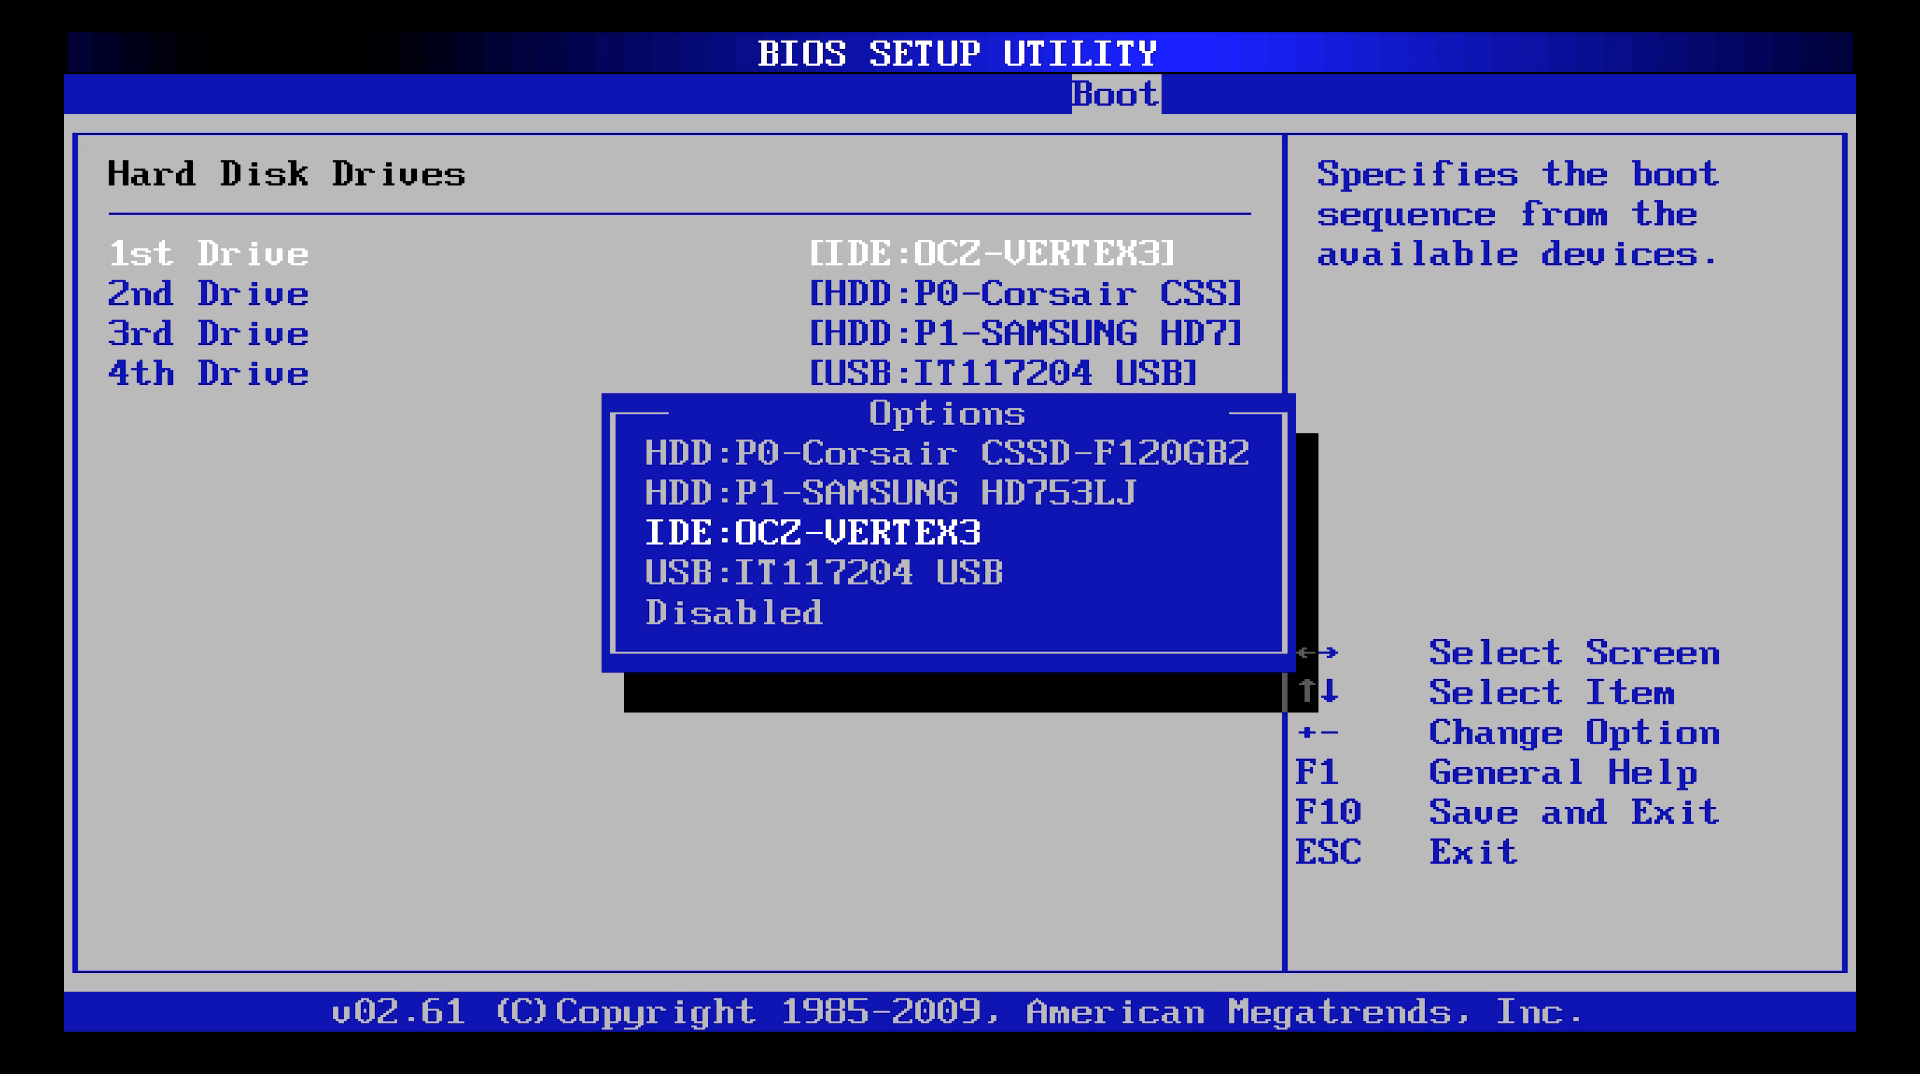 BIOS SETUP UTILITY
Boot
Hard Disk Drives
1st Drive [IDE:OCZ-VERTEX3]
2nd Drive [HDD:P0-Corsair CSS]
3rd Drive [HDD:P1-SAMSUNG HD7]
4th Drive [USB:IT117204 USB]
Options
HDD:P0-Corsair CSSD-F120GB2
HDD:P1-SAMSUNG HD753LJ
IDE:OCZ-VERTEX3
USB:IT117204 USB
Disabled
Specifies the boot
sequence from the
available devices.
←→ Select Screen
↑↓ Select Item
+- Change Option
F1 General Help
F10 Save and Exit
ESC Exit
v02.61 (C)Copyright 1985-2009, American Megatrends, Inc.